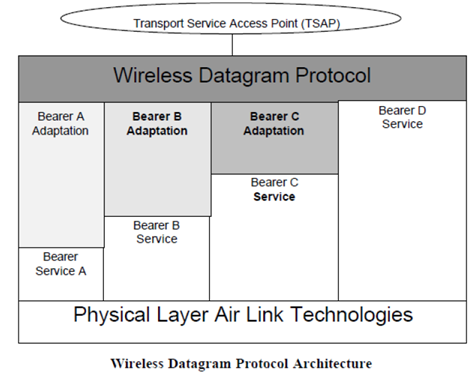 Transport Service Access Point (TSAP)
Wireless Datagram Protocol
Bearer A
Adaptation
Bearer B
Adaptation
Bearer C
Adaptation
Bearer D
Service
Bearer C
Service
Bearer B
Service
Bearer
Service A
Physical Layer Air Link Technologies
Wireless Datagram Protocol Architecture